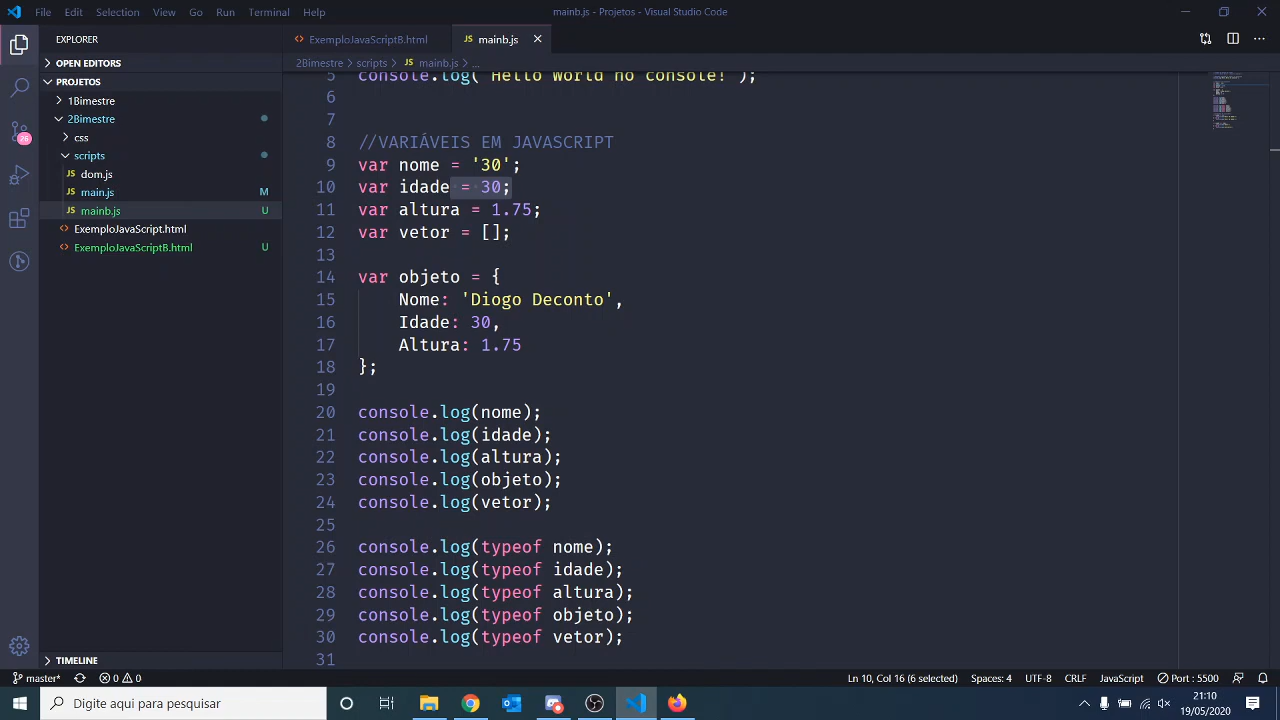 File Edit Selection View Go Run Terminal Help
mainb.js - Projetos - Visual Studio Code
EXPLORER
OPEN EDITORS
PROJETOS
1Bimestre
2Bimestre
css
scripts
dom.js
main.js M
mainb.js U
ExemploJavaScript.html
ExemploJavaScriptB.html U
TIMELINE
26
ExemploJavaScriptB.html
JS mainb.js
2Bimestre > scripts > JS mainb.js > ...
5 console.log('Hello World no console!');
6
7
8 //VARIÁVEIS EM JAVASCRIPT
9 var nome = '30';
10 var idade = 30;
11 var altura = 1.75;
12 var vetor = [];
13
14 var objeto = {
15 Nome: 'Diogo Deconto',
16 Idade: 30,
17 Altura: 1.75
18 };
19
20 console.log(nome);
21 console.log(idade);
22 console.log(altura);
23 console.log(objeto);
24 console.log(vetor);
25
26 console.log(typeof nome);
27 console.log(typeof idade);
28 console.log(typeof altura);
29 console.log(typeof objeto);
30 console.log(typeof vetor);
31
master* 0 0
Ln 10, Col 16 (6 selected) Spaces: 4 UTF-8 CRLF JavaScript Port : 5500
Digite aqui para pesquisar
21:10
19/05/2020